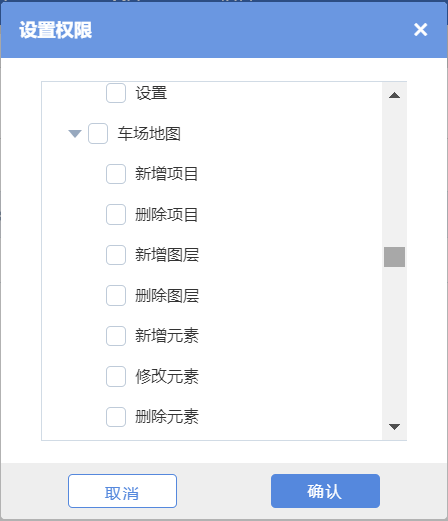 设置权限
设置
车场地图
新增项目
删除项目
新增图层
删除图层
新增元素
修改元素
删除元素
取消 确认